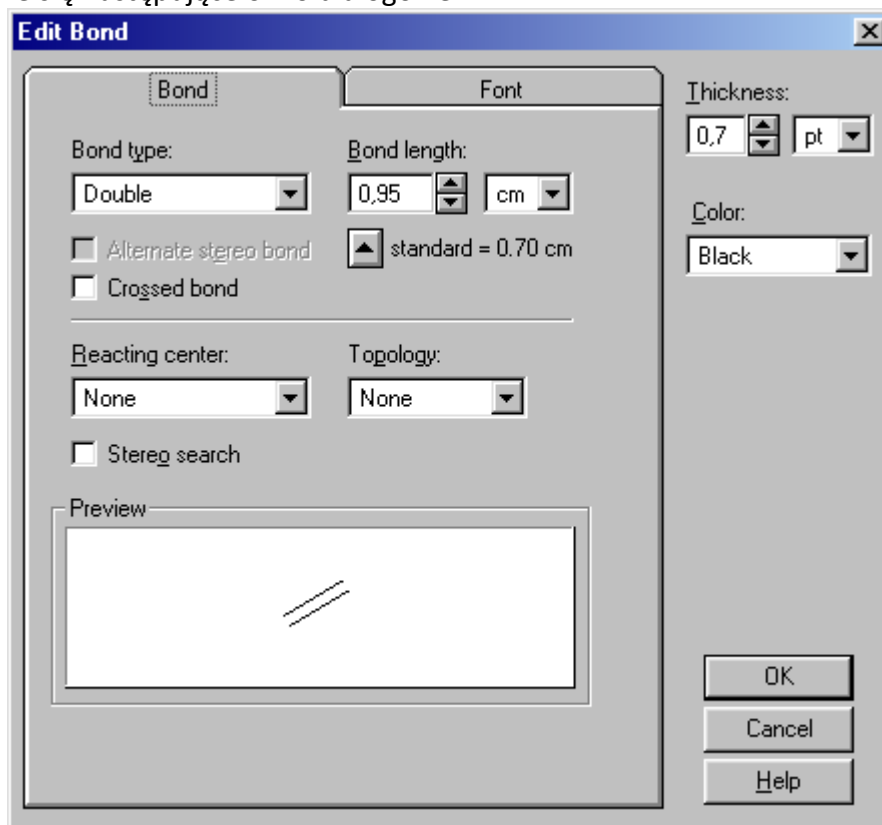 Edit Bond
Bond
Font
Thickness:
0,7 pt
Bond type:
Bond length:
Double
0,95 cm
Color:
Alternate stereo bond
standard = 0.70 cm
Black
Crossed bond
Reacting center:
Topology:
None
None
Stereo search
Preview
OK
Cancel
Help